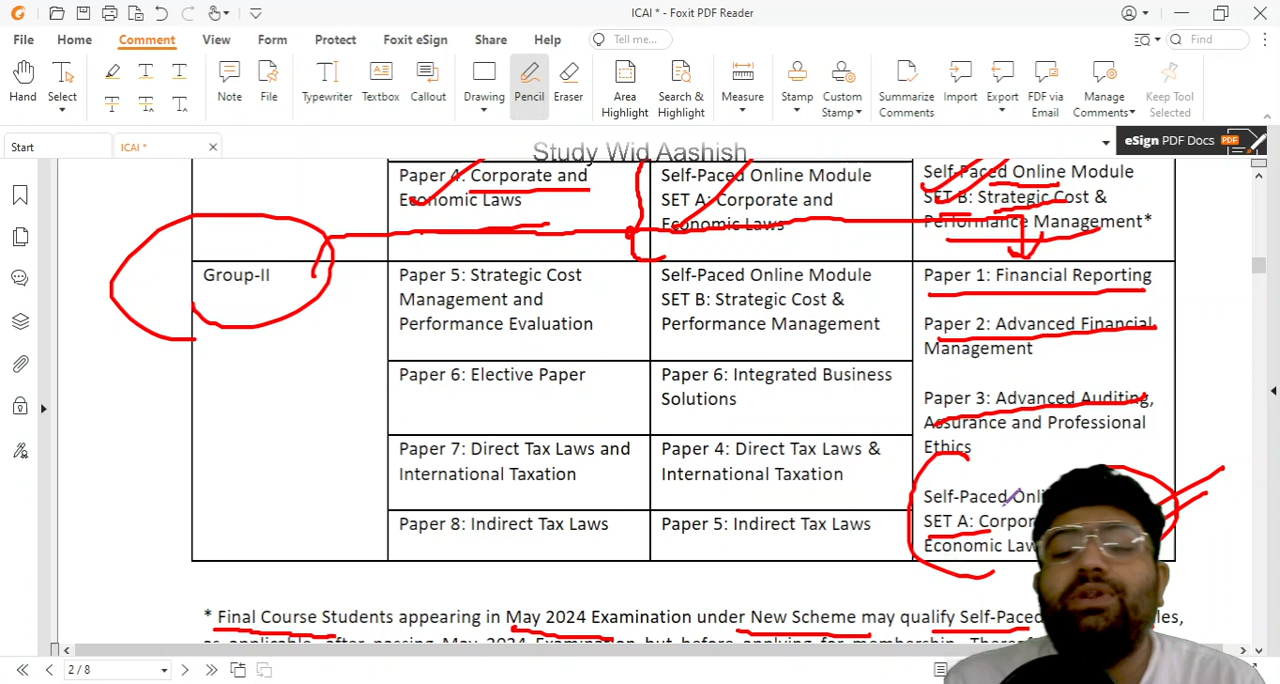 ICAI * - Foxit PDF Reader
File Home Comment View Form Protect Foxit eSign Share Help Tell me... Find
Hand Select Note File Typewriter Textbox Callout Drawing Pencil Eraser Area Highlight Search & Highlight Measure Stamp Custom Stamp Summarize Comments Import Export PDF via Email Manage Comments Keep Tool Selected
Start ICAI * eSign PDF Docs
Study Wid Aashish
Paper 4: Corporate and
Economic Laws
Self-Paced Online Module
SET A: Corporate and
Economic Laws
Self-Paced Online Module
SET B: Strategic Cost &
Performance Management*
Group-II
Paper 5: Strategic Cost
Management and
Performance Evaluation
Self-Paced Online Module
SET B: Strategic Cost &
Performance Management
Paper 1: Financial Reporting
Paper 2: Advanced Financial
Management
Paper 3: Advanced Auditing,
Assurance and Professional
Ethics
Self-Paced
SET A:
Economic
Paper 6: Elective Paper
Paper 6: Integrated Business
Solutions
Paper 7: Direct Tax Laws and
International Taxation
Paper 4: Direct Tax Laws &
International Taxation
Paper 8: Indirect Tax Laws
Paper 5: Indirect Tax Laws
* Final Course Students appearing in May 2024 Examination under New Scheme may qualify Self-Paced
2 / 8